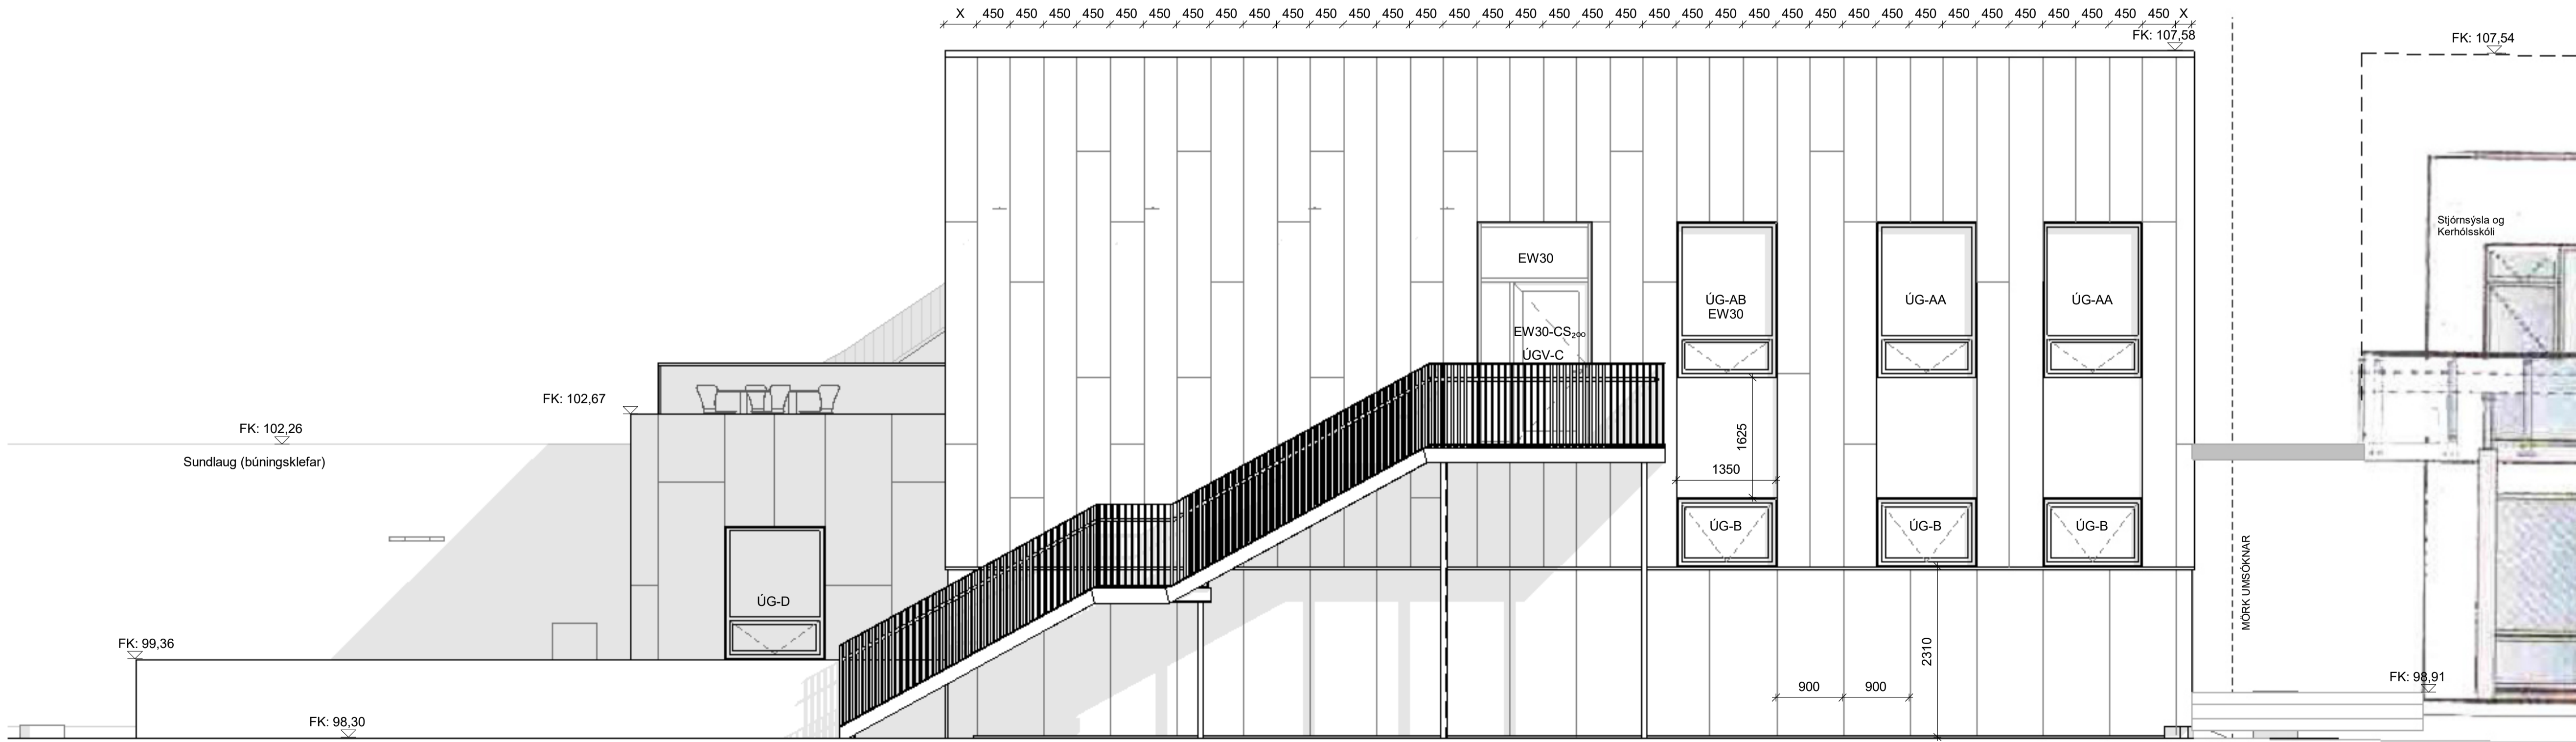 X 450 450 450 450 450 450 450 450 450 450 450 450 450 450 450 450 450 450 450 450 450 450 450 450 450 450 450 450 450 450 450 450 450 450 450 450 X
FK: 107,58
FK: 107,54
Stjórnsýsla og
Kerhólsskóli
EW30
ÚG-AB
EW30
ÚG-AA
ÚG-AA
EW30-CS₂₀₀
ÚGV-C
FK: 102,67
FK: 102,26
Sundlaug (búningsklefar)
1625
1350
ÚG-B
ÚG-B
ÚG-B
MÖRK UMSÓKNAR
ÚG-D
FK: 99,36
2310
FK: 98,91
900
900
FK: 98,30